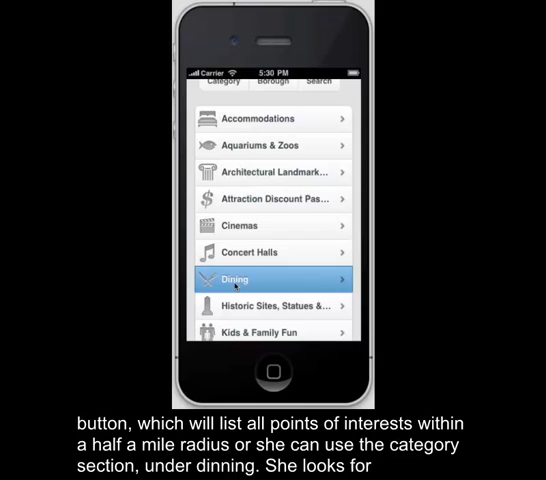 Carrier 5:30 PM
Category Borough Search
Accommodations
Aquariums & Zoos
Architectural Landmark...
Attraction Discount Pas...
Cinemas
Concert Halls
Dining
Historic Sites, Statues &...
Kids & Family Fun
button, which will list all points of interests within
a half a mile radius or she can use the category
section, under dinning. She looks for